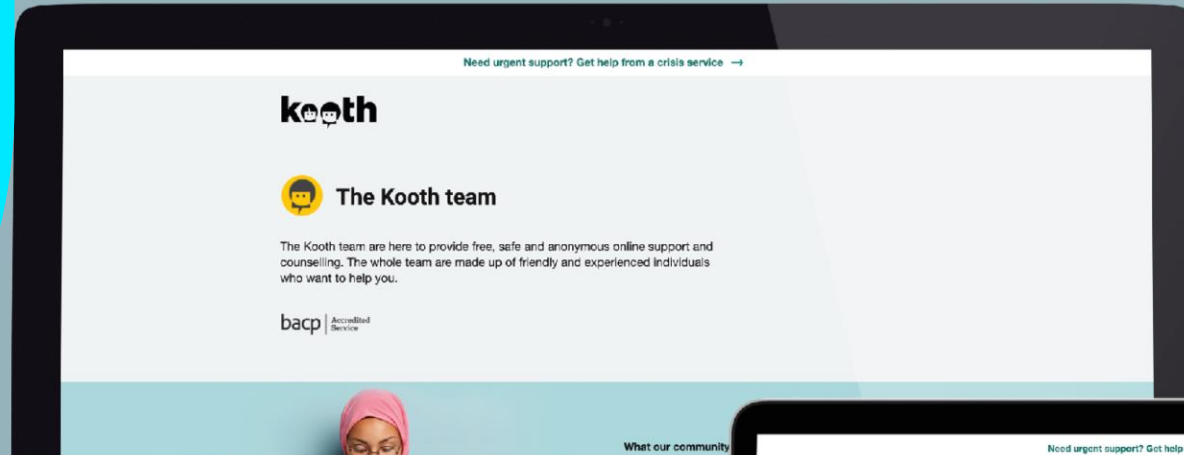 Need urgent support? Get help from a crisis service →
kooth
The Kooth team
The Kooth team are here to provide free, safe and anonymous online support and
counselling. The whole team are made up of friendly and experienced individuals
who want to help you.
bacp | Accredited
Service
What our community
Need urgent support? Get help